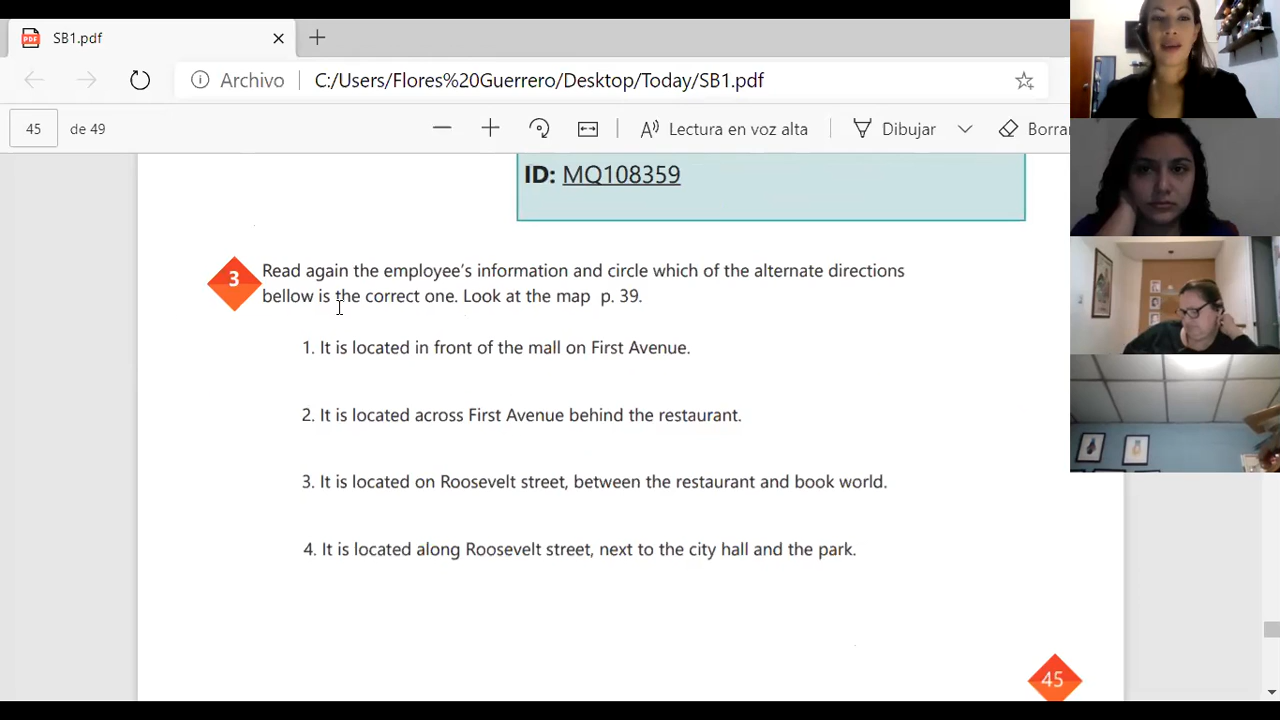 SB1.pdf
Archivo
C:/Users/Flores%20Guerrero/Desktop/Today/SB1.pdf
45
de 49
Lectura en voz alta
Dibujar
Borrar
ID: MQ108359
3
Read again the employee's information and circle which of the alternate directions
bellow is the correct one. Look at the map p. 39.
1. It is located in front of the mall on First Avenue.
2. It is located across First Avenue behind the restaurant.
3. It is located on Roosevelt street, between the restaurant and book world.
4. It is located along Roosevelt street, next to the city hall and the park.
45